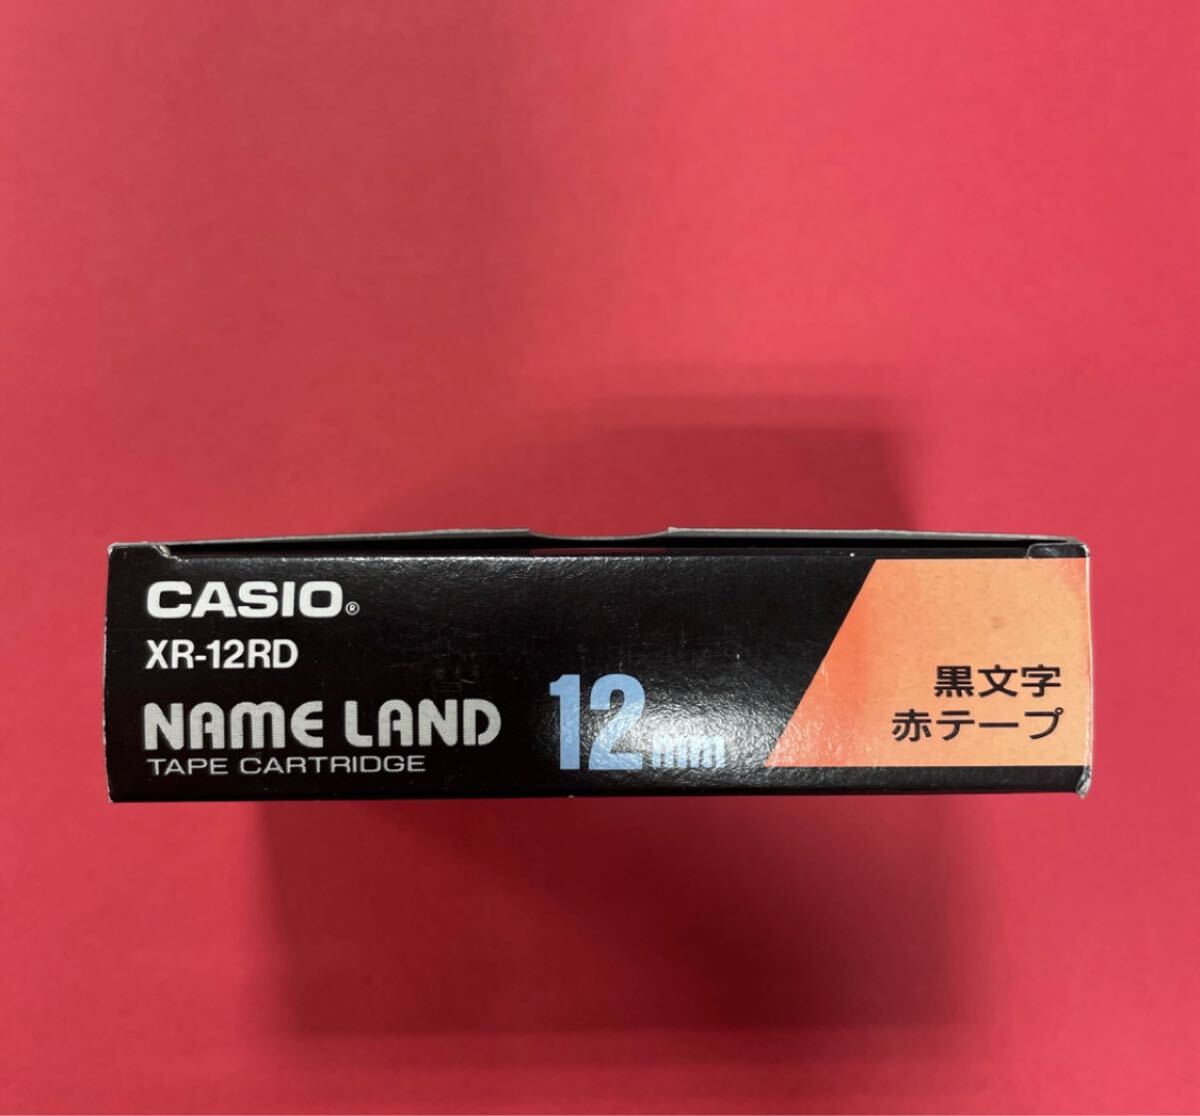 CASIO®
XR-12RD
NAME LAND
TAPE CARTRIDGE
12mm
黒文字
赤テープ